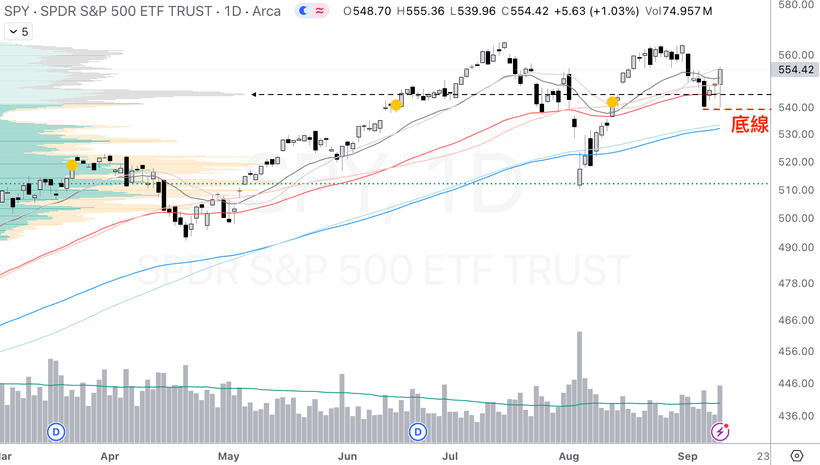 SPY · SPDR S&P 500 ETF TRUST · 1D · Arca O548.70 H555.36 L539.96 C554.42 +5.63 (+1.03%) Vol74.957M
5
580.00
560.00
554.42
540.00
底線
530.00
520.00
510.00
500.00
490.00
478.00
466.00
456.00
446.00
436.00
SPY, 1D
SPDR S&P 500 ETF TRUST
D
D
Apr May Jun Jul Aug Sep 23